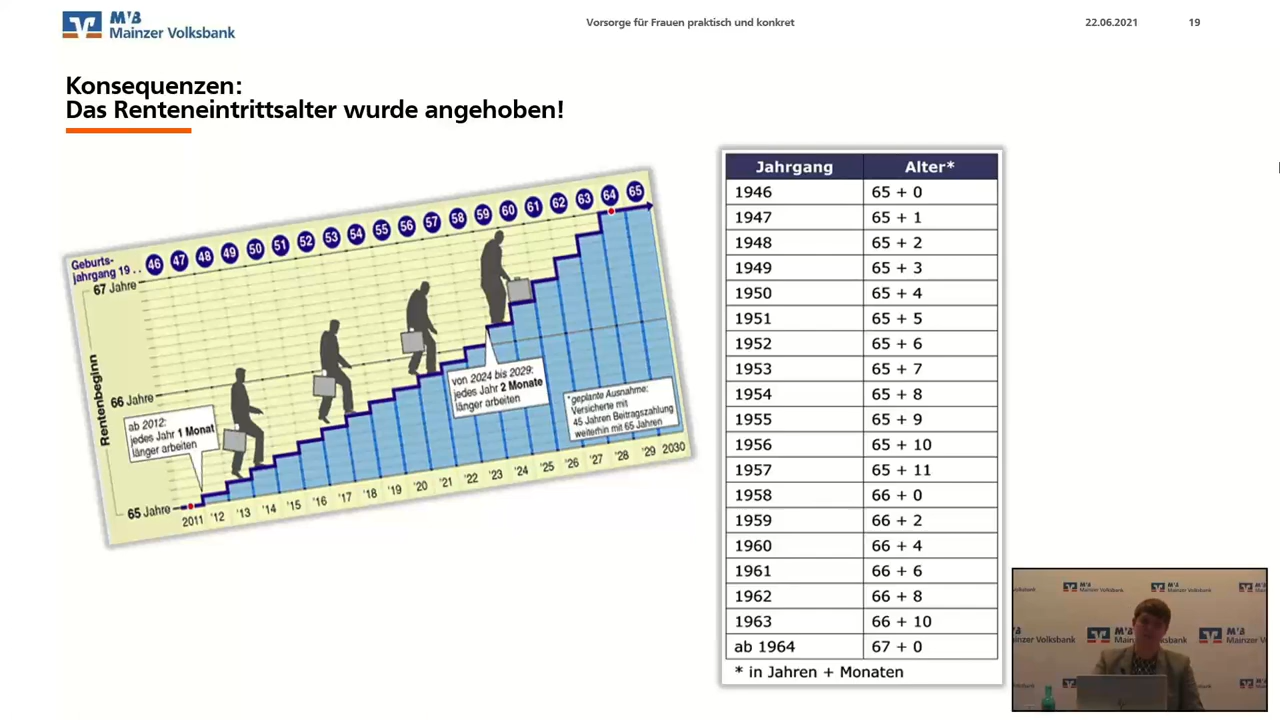 MVB
Mainzer Volksbank
Vorsorge für Frauen praktisch und konkret
22.06.2021
19
Konsequenzen:
Das Renteneintrittsalter wurde angehoben!
Geburts-
jahrgang 19 . .
46 47 48 49 50 51 52 53 54 55 56 57 58 59 60 61 62 63 64 65
67 Jahre
66 Jahre
65 Jahre
Rentenbeginn
ab 2012:
jedes Jahr 1 Monat
länger arbeiten
von 2024 bis 2029:
jedes Jahr 2 Monate
länger arbeiten
*geplante Ausnahme:
Versicherte mit
45 Jahren Beitragszahlung
weiterhin mit 65 Jahren
2011 '12 '13 '14 '15 '16 '17 '18 '19 '20 '21 '22 '23 '24 '25 '26 '27 '28 '29 2030
Jahrgang Alter*
1946 65 + 0
1947 65 + 1
1948 65 + 2
1949 65 + 3
1950 65 + 4
1951 65 + 5
1952 65 + 6
1953 65 + 7
1954 65 + 8
1955 65 + 9
1956 65 + 10
1957 65 + 11
1958 66 + 0
1959 66 + 2
1960 66 + 4
1961 66 + 6
1962 66 + 8
1963 66 + 10
ab 1964 67 + 0
* in Jahren + Monaten
Mainzer Volksbank
Mainzer Volksbank
Mainzer Volksbank